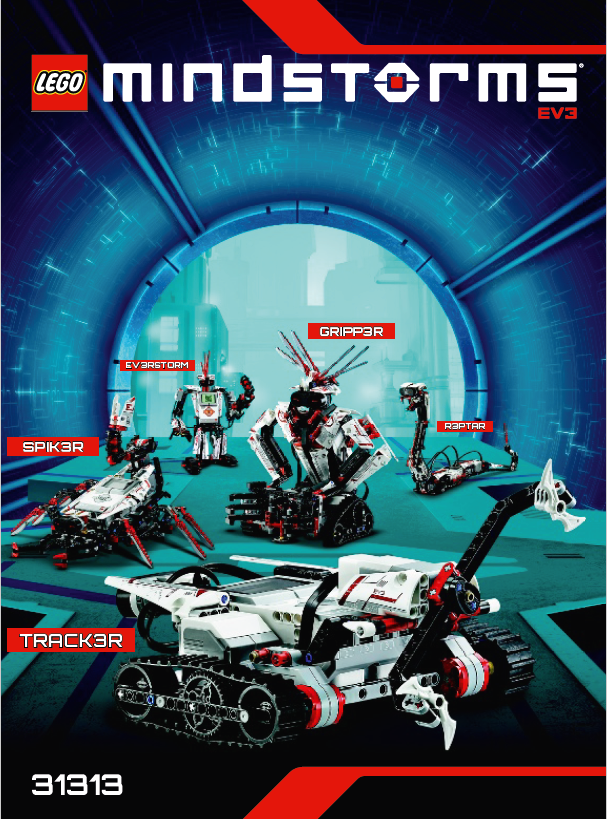 LEGO mindstorms®
EV3
GRIPP3R
EV3RSTORM
R3PTAR
SPIK3R
TRACK3R
31313